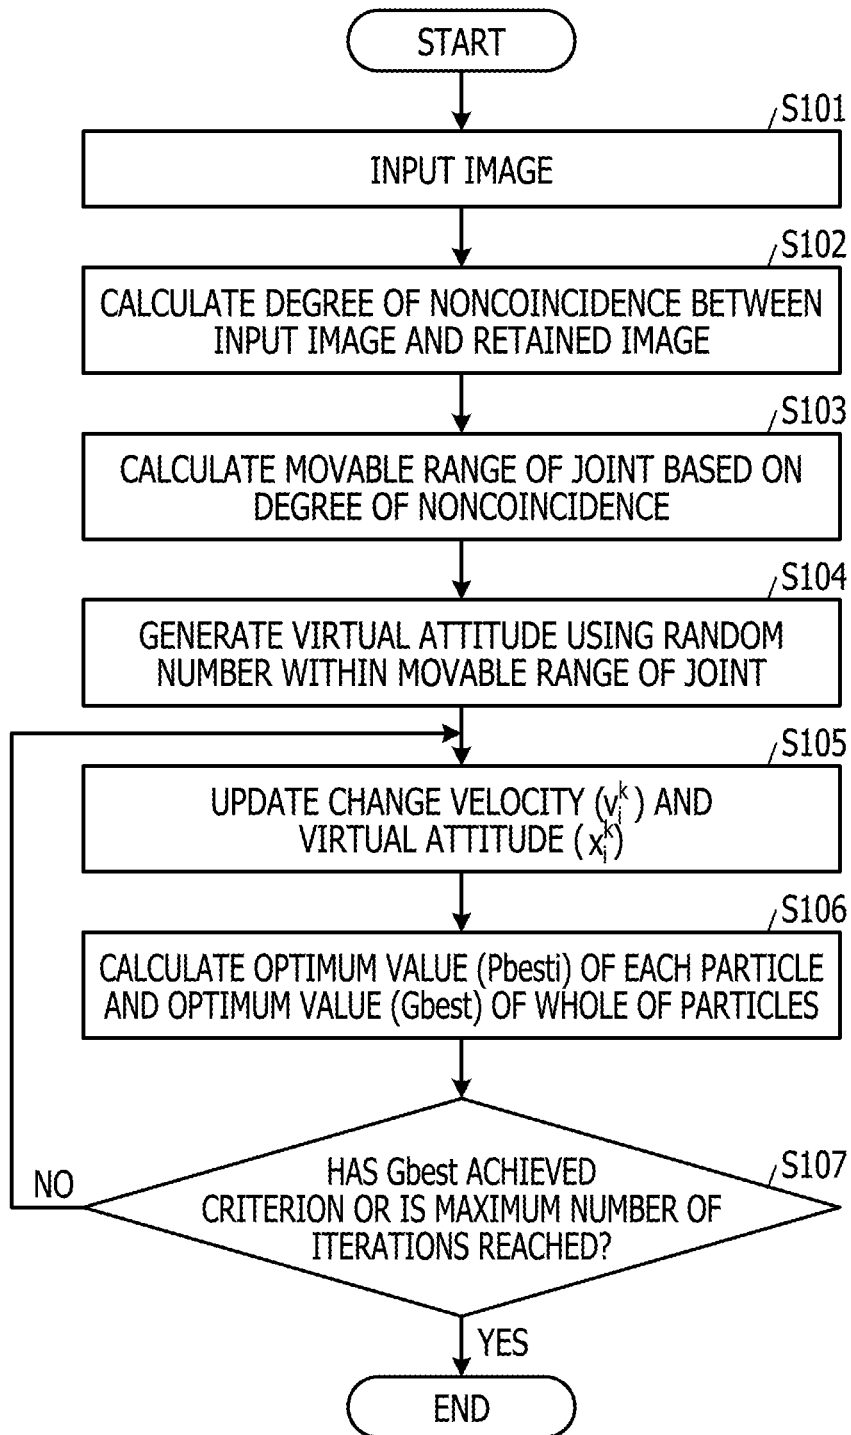 START
S101
INPUT IMAGE
S102
CALCULATE DEGREE OF NONCOINCIDENCE BETWEEN
INPUT IMAGE AND RETAINED IMAGE
S103
CALCULATE MOVABLE RANGE OF JOINT BASED ON
DEGREE OF NONCOINCIDENCE
S104
GENERATE VIRTUAL ATTITUDE USING RANDOM
NUMBER WITHIN MOVABLE RANGE OF JOINT
S105
UPDATE CHANGE VELOCITY (v_i^k) AND
VIRTUAL ATTITUDE (x_i^k)
S106
CALCULATE OPTIMUM VALUE (Pbesti) OF EACH PARTICLE
AND OPTIMUM VALUE (Gbest) OF WHOLE OF PARTICLES
S107
HAS Gbest ACHIEVED
CRITERION OR IS MAXIMUM NUMBER OF
ITERATIONS REACHED?
NO
YES
END